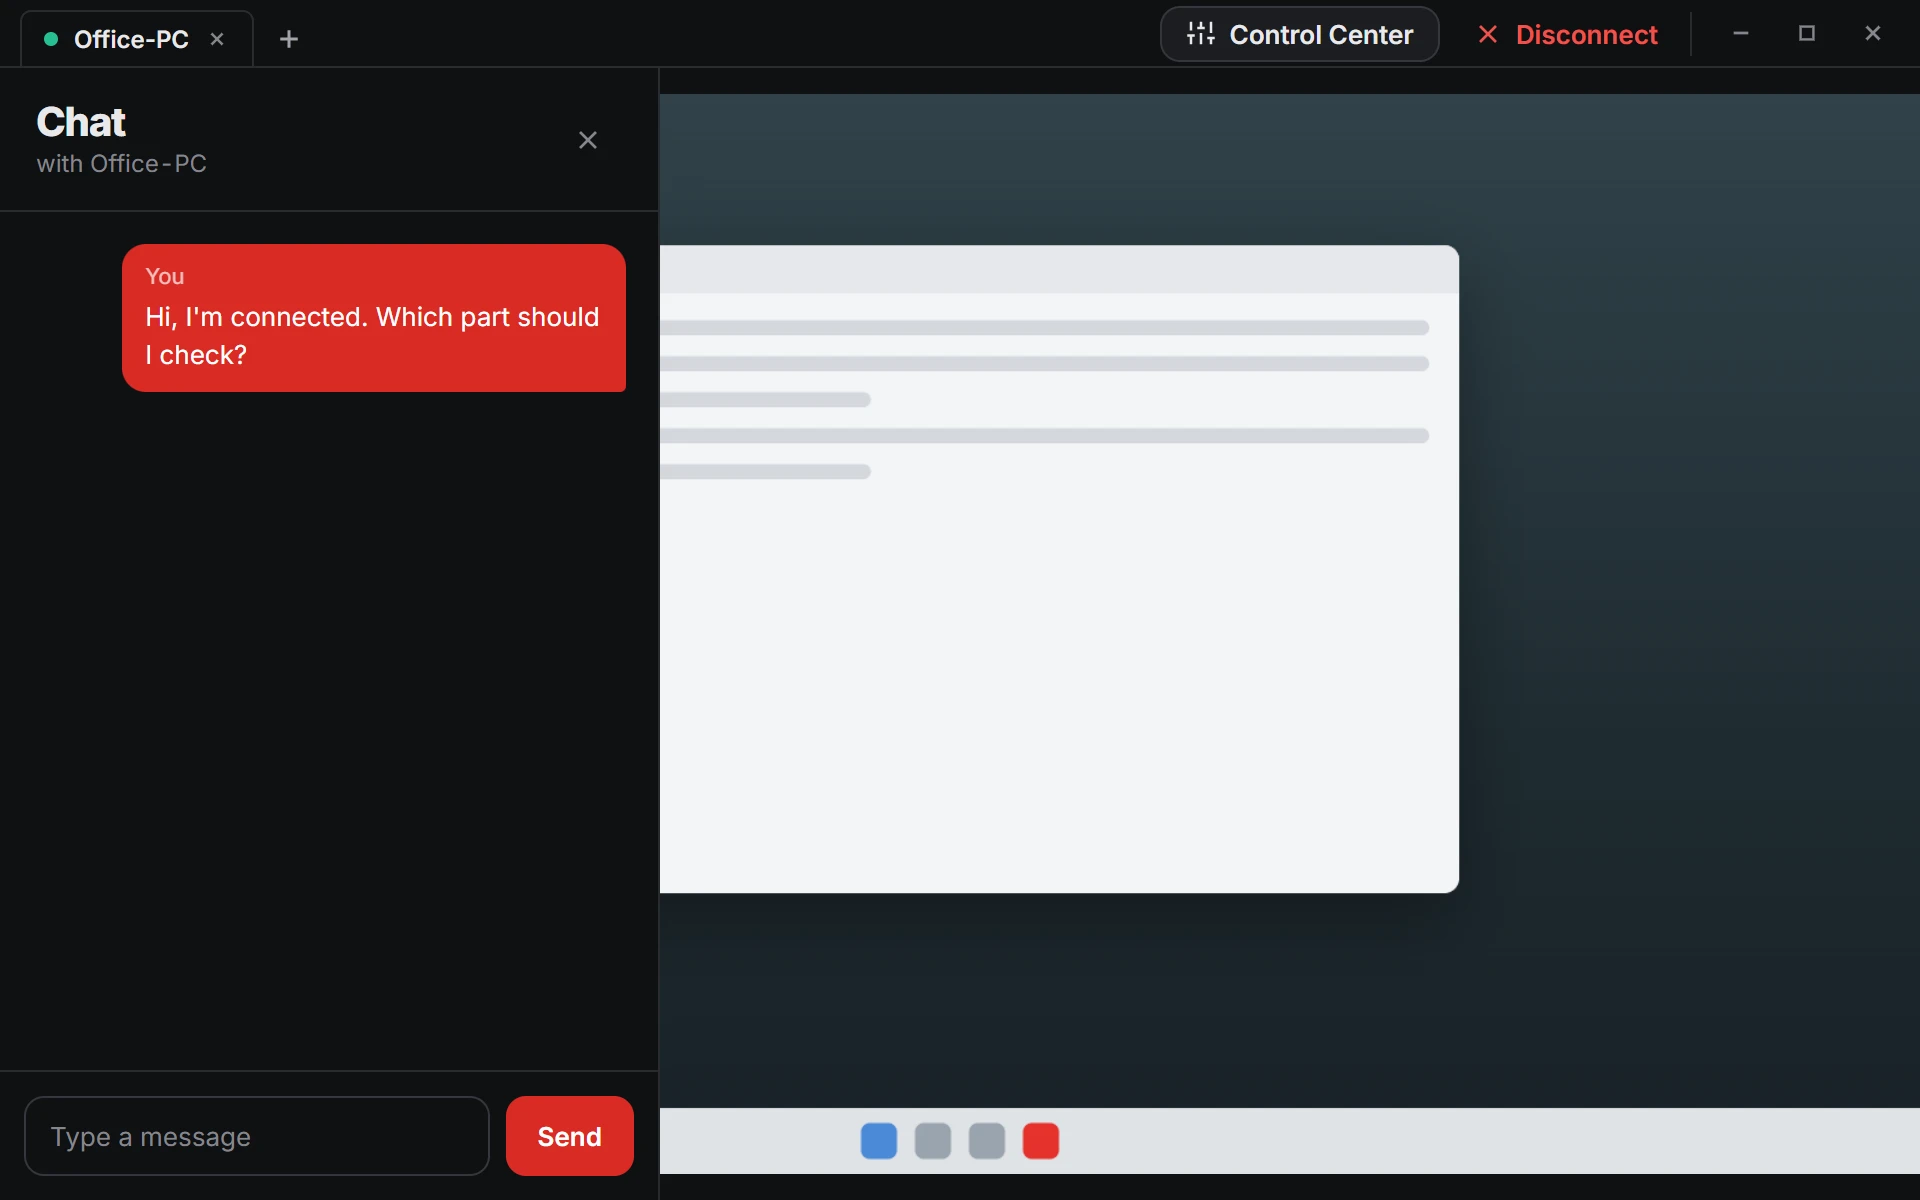 Office-PC
Control Center
Disconnect
Chat
with Office-PC
You
Hi, I'm connected. Which part should
I check?
Type a message
Send